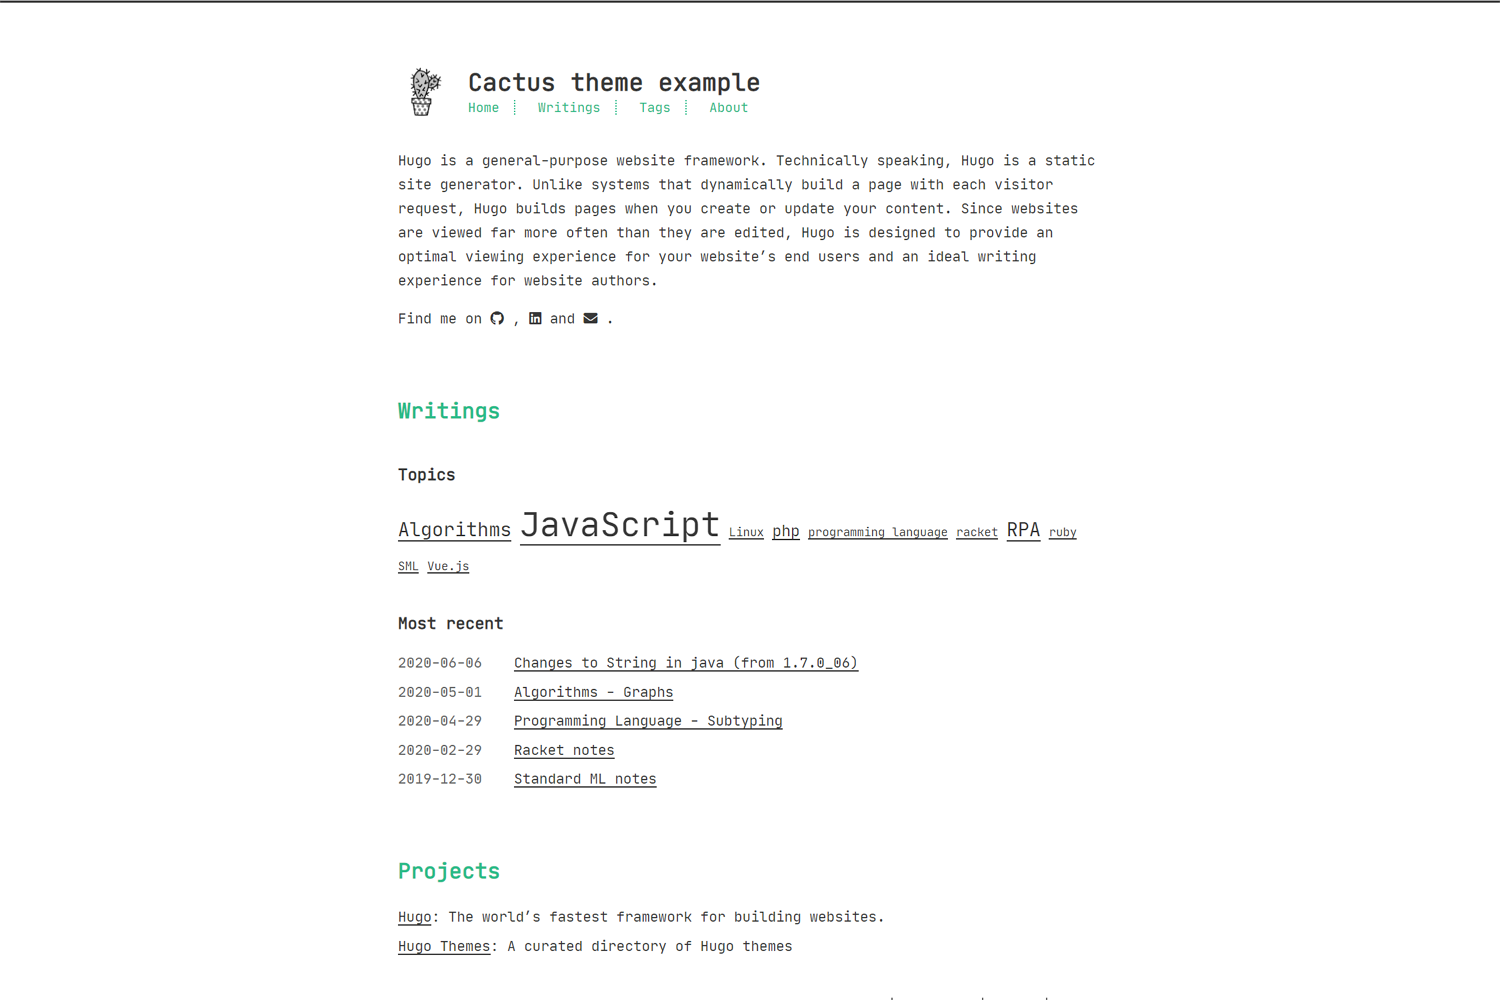 Cactus theme example
Home Writings Tags About
Hugo is a general-purpose website framework. Technically speaking, Hugo is a static
site generator. Unlike systems that dynamically build a page with each visitor
request, Hugo builds pages when you create or update your content. Since websites
are viewed far more often than they are edited, Hugo is designed to provide an
optimal viewing experience for your website’s end users and an ideal writing
experience for website authors.
Find me on , and .
Writings
Topics
Algorithms JavaScript Linux php programming language racket RPA ruby
SML Vue.js
Most recent
2020-06-06 Changes to String in java (from 1.7.0_06)
2020-05-01 Algorithms - Graphs
2020-04-29 Programming Language - Subtyping
2020-02-29 Racket notes
2019-12-30 Standard ML notes
Projects
Hugo: The world’s fastest framework for building websites.
Hugo Themes: A curated directory of Hugo themes